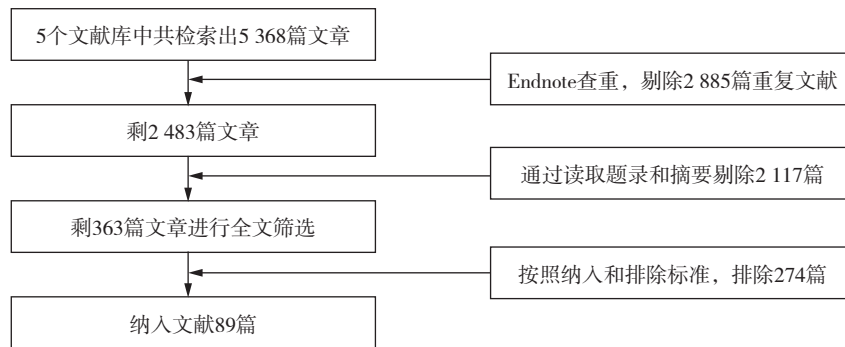 5个文献库中共检索出5 368篇文章
Endnote查重，剔除2 885篇重复文献
剩2 483篇文章
通过读取题录和摘要剔除2 117篇
剩363篇文章进行全文筛选
按照纳入和排除标准，排除274篇
纳入文献89篇